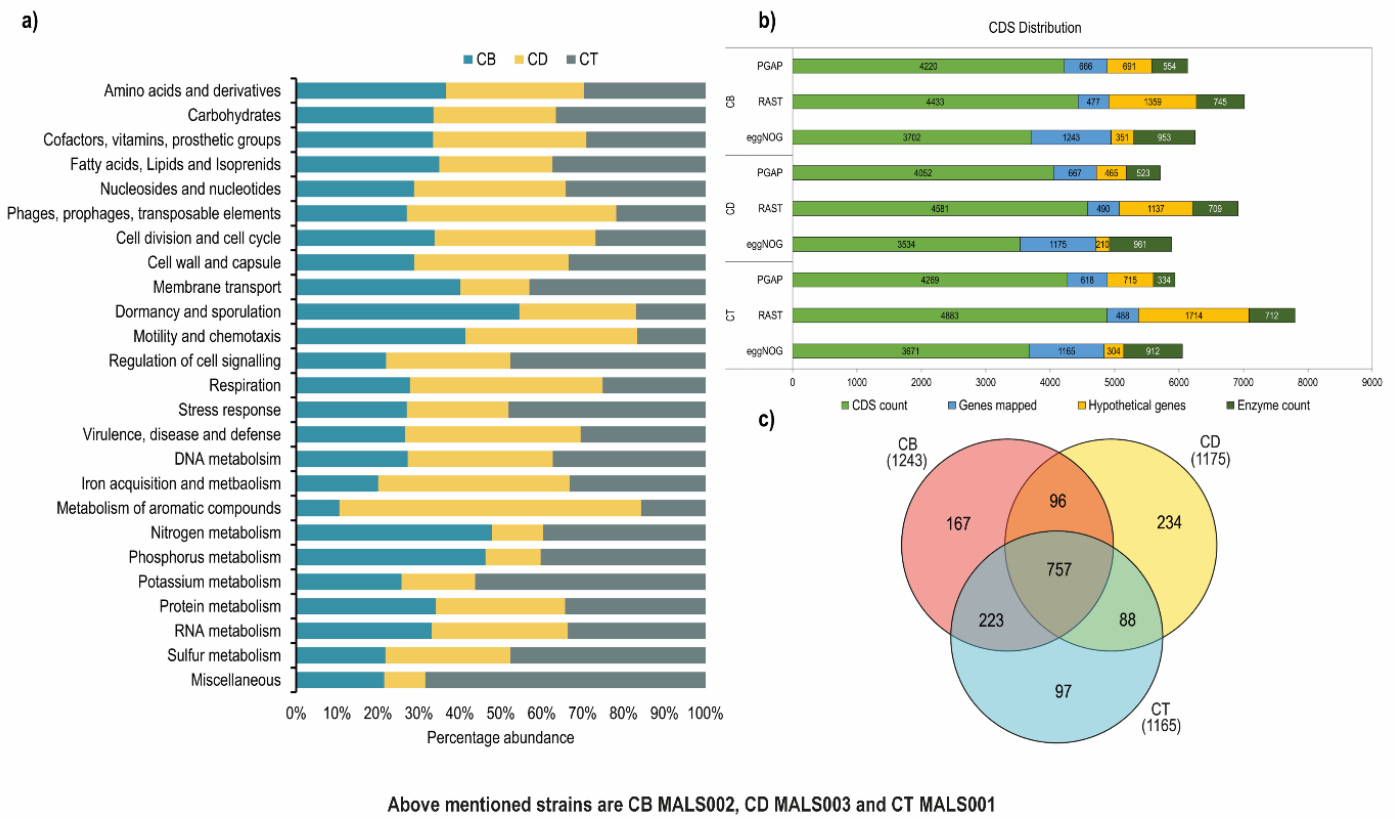 a)
CB CD CT
Amino acids and derivatives
Carbohydrates
Cofactors, vitamins, prosthetic groups
Fatty acids, Lipids and Isoprenids
Nucleosides and nucleotides
Phages, prophages, transposable elements
Cell division and cell cycle
Cell wall and capsule
Membrane transport
Dormancy and sporulation
Motility and chemotaxis
Regulation of cell signalling
Respiration
Stress response
Virulence, disease and defense
DNA metabolsim
Iron acquisition and metbaolism
Metabolism of aromatic compounds
Nitrogen metabolism
Phosphorus metabolism
Potassium metabolism
Protein metabolism
RNA metabolism
Sulfur metabolism
Miscellaneous
0% 10% 20% 30% 40% 50% 60% 70% 80% 90% 100%
Percentage abundance
b)
CDS Distribution
CB
PGAP 4220 666 691 554
RAST 4433 477 1359 745
eggNOG 3702 1243 351 953
CD
PGAP 4052 667 465 523
RAST 4581 490 1137 709
eggNOG 3534 1175 210 961
CT
PGAP 4269 618 715 334
RAST 4883 488 1714 712
eggNOG 3671 1165 304 912
0 1000 2000 3000 4000 5000 6000 7000 8000 9000
CDS count Genes mapped Hypothetical genes Enzyme count
c)
CB
(1243)
CD
(1175)
96
167
234
757
223
88
97
CT
(1165)
Above mentioned strains are CB MALS002, CD MALS003 and CT MALS001